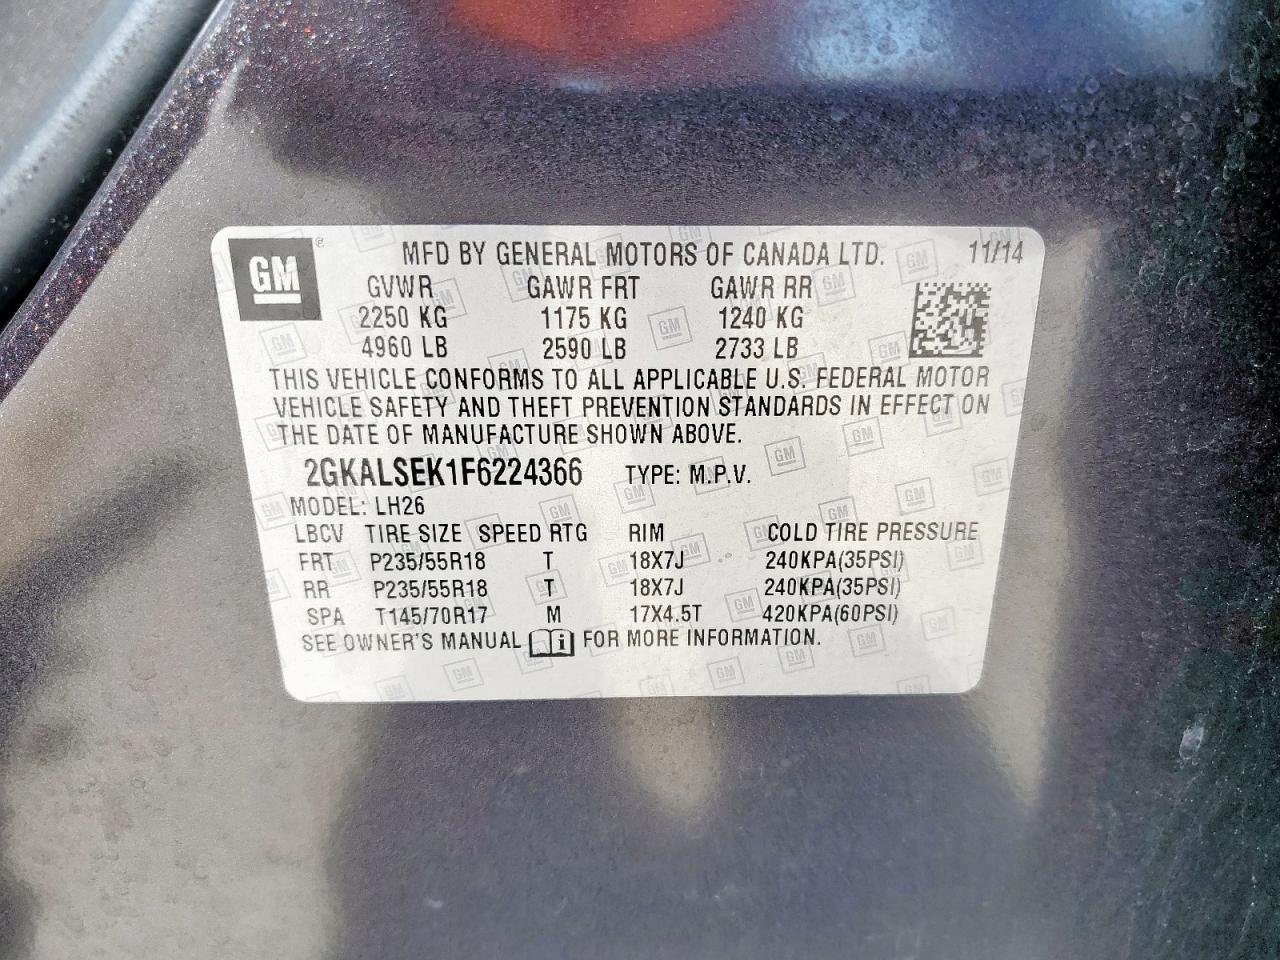 GM ® MFD BY GENERAL MOTORS OF CANADA LTD. 11/14
GVWR GAWR FRT GAWR RR
2250 KG 1175 KG 1240 KG
4960 LB 2590 LB 2733 LB
THIS VEHICLE CONFORMS TO ALL APPLICABLE U.S. FEDERAL MOTOR
VEHICLE SAFETY AND THEFT PREVENTION STANDARDS IN EFFECT ON
THE DATE OF MANUFACTURE SHOWN ABOVE.
2GKALSEK1F6224366 TYPE: M.P.V.
MODEL: LH26
LBCV TIRE SIZE SPEED RTG RIM COLD TIRE PRESSURE
FRT P235/55R18 T 18X7J 240KPA(35PSI)
RR P235/55R18 T 18X7J 240KPA(35PSI)
SPA T145/70R17 M 17X4.5T 420KPA(60PSI)
SEE OWNER'S MANUAL i FOR MORE INFORMATION.